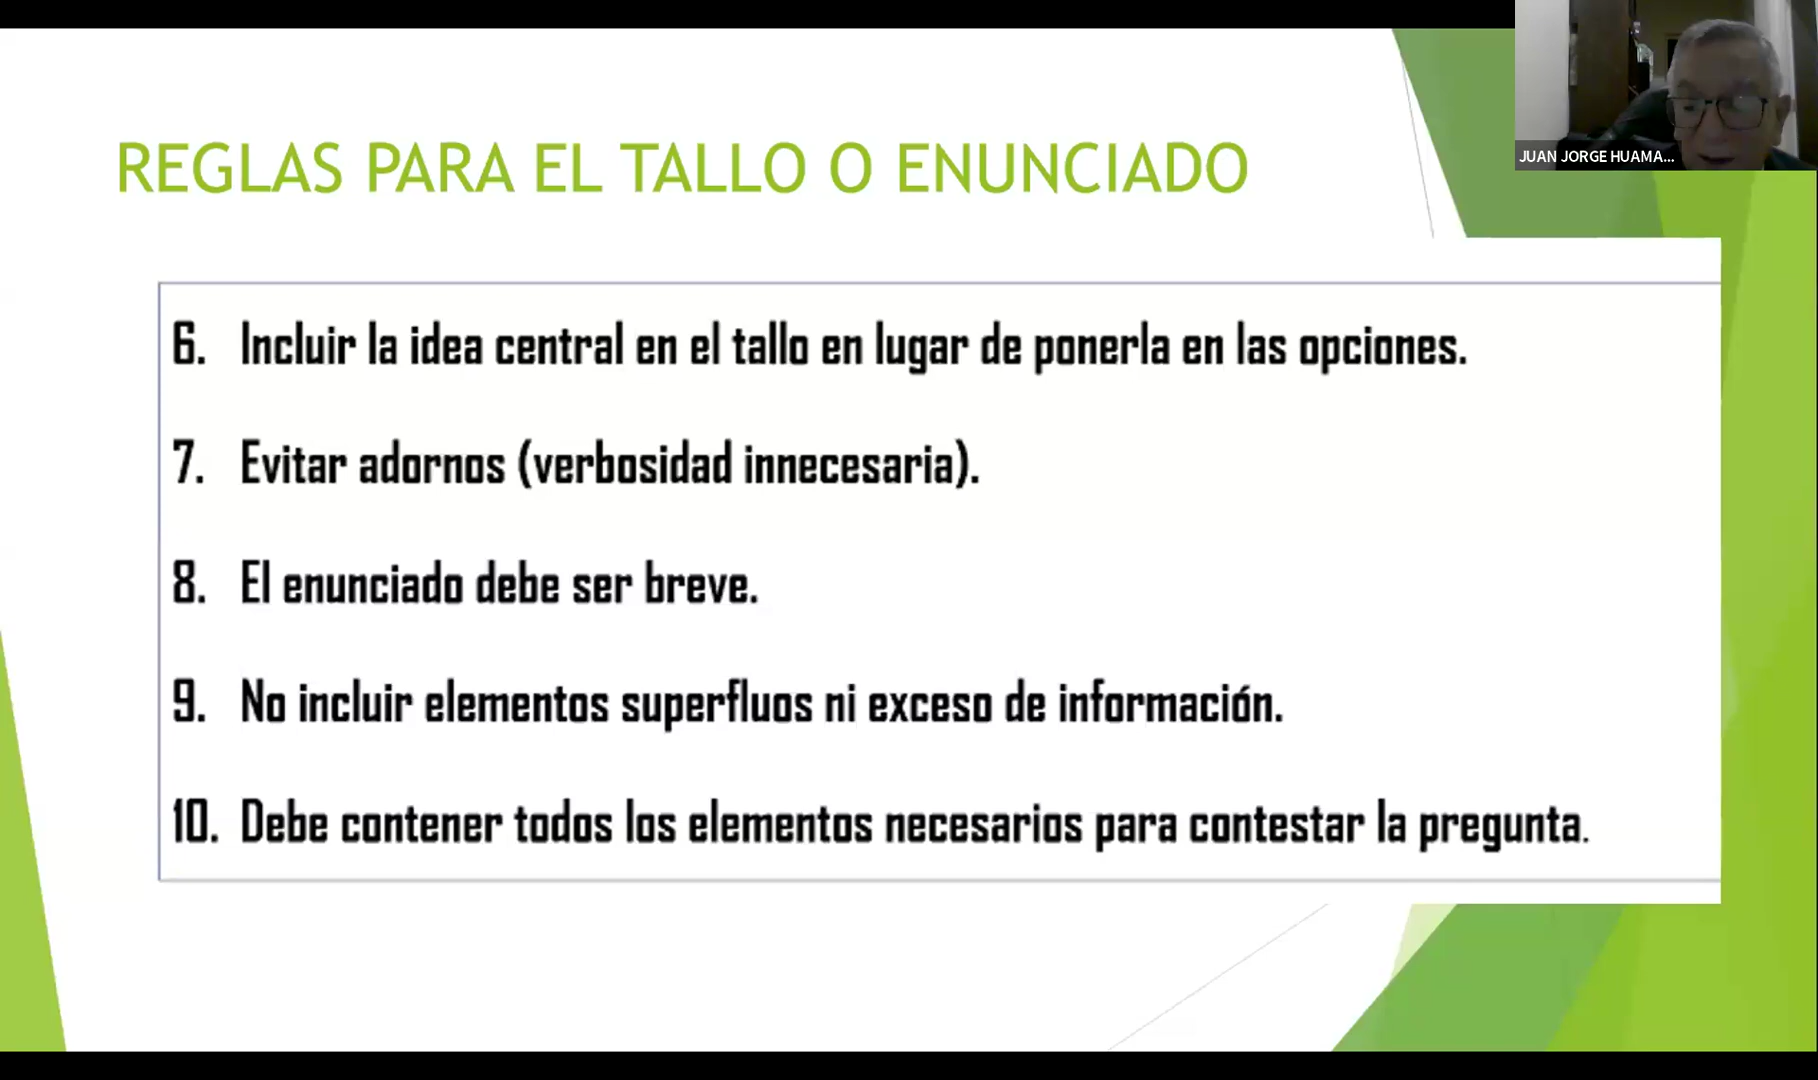 JUAN JORGE HUAMA...
REGLAS PARA EL TALLO O ENUNCIADO
6. Incluir la idea central en el tallo en lugar de ponerla en las opciones.
7. Evitar adornos (verbosidad innecesaria).
8. El enunciado debe ser breve.
9. No incluir elementos superfluos ni exceso de información.
10. Debe contener todos los elementos necesarios para contestar la pregunta.